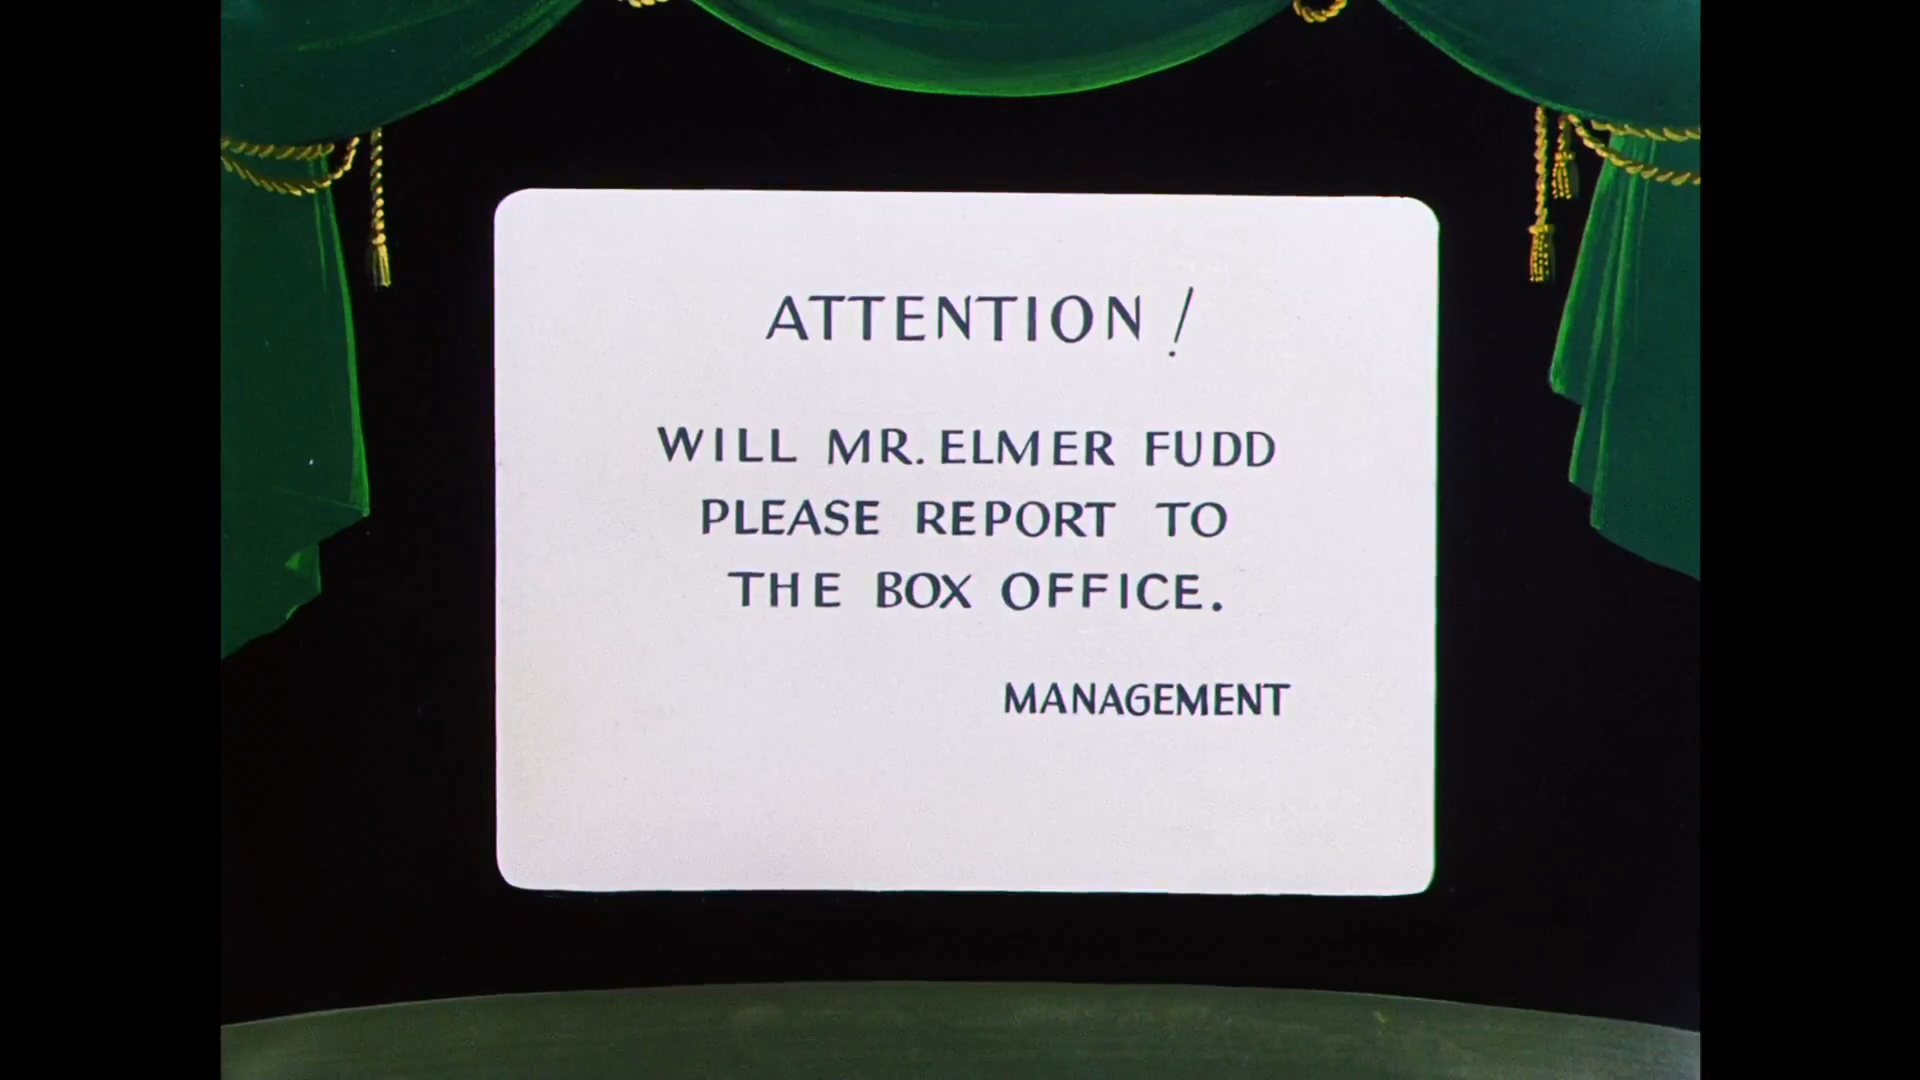 ATTENTION!
WILL MR. ELMER FUDD
PLEASE REPORT TO
THE BOX OFFICE.
MANAGEMENT